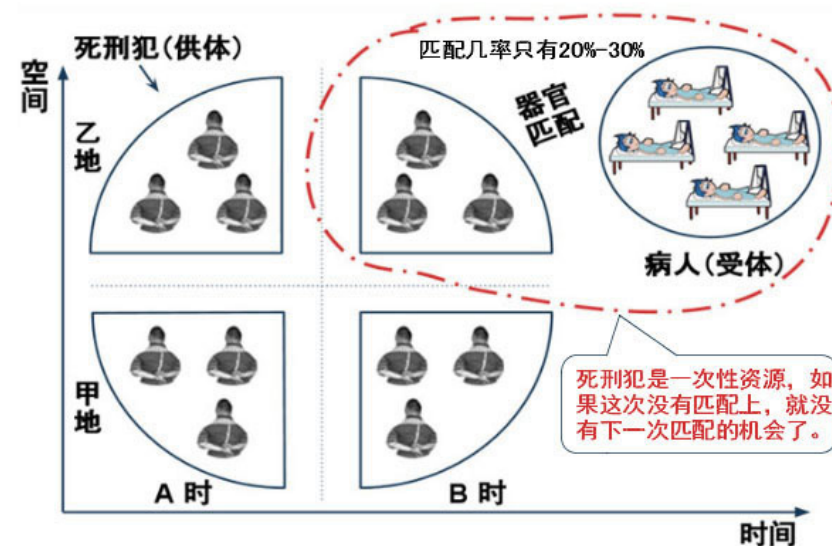 死刑犯(供体)
匹配几率只有20%-30%
空间
乙地
器官
匹配
病人(受体)
甲地
死刑犯是一次性资源，如
果这次没有匹配上，就没
有下一次匹配的机会了。
A 时
B 时
时间